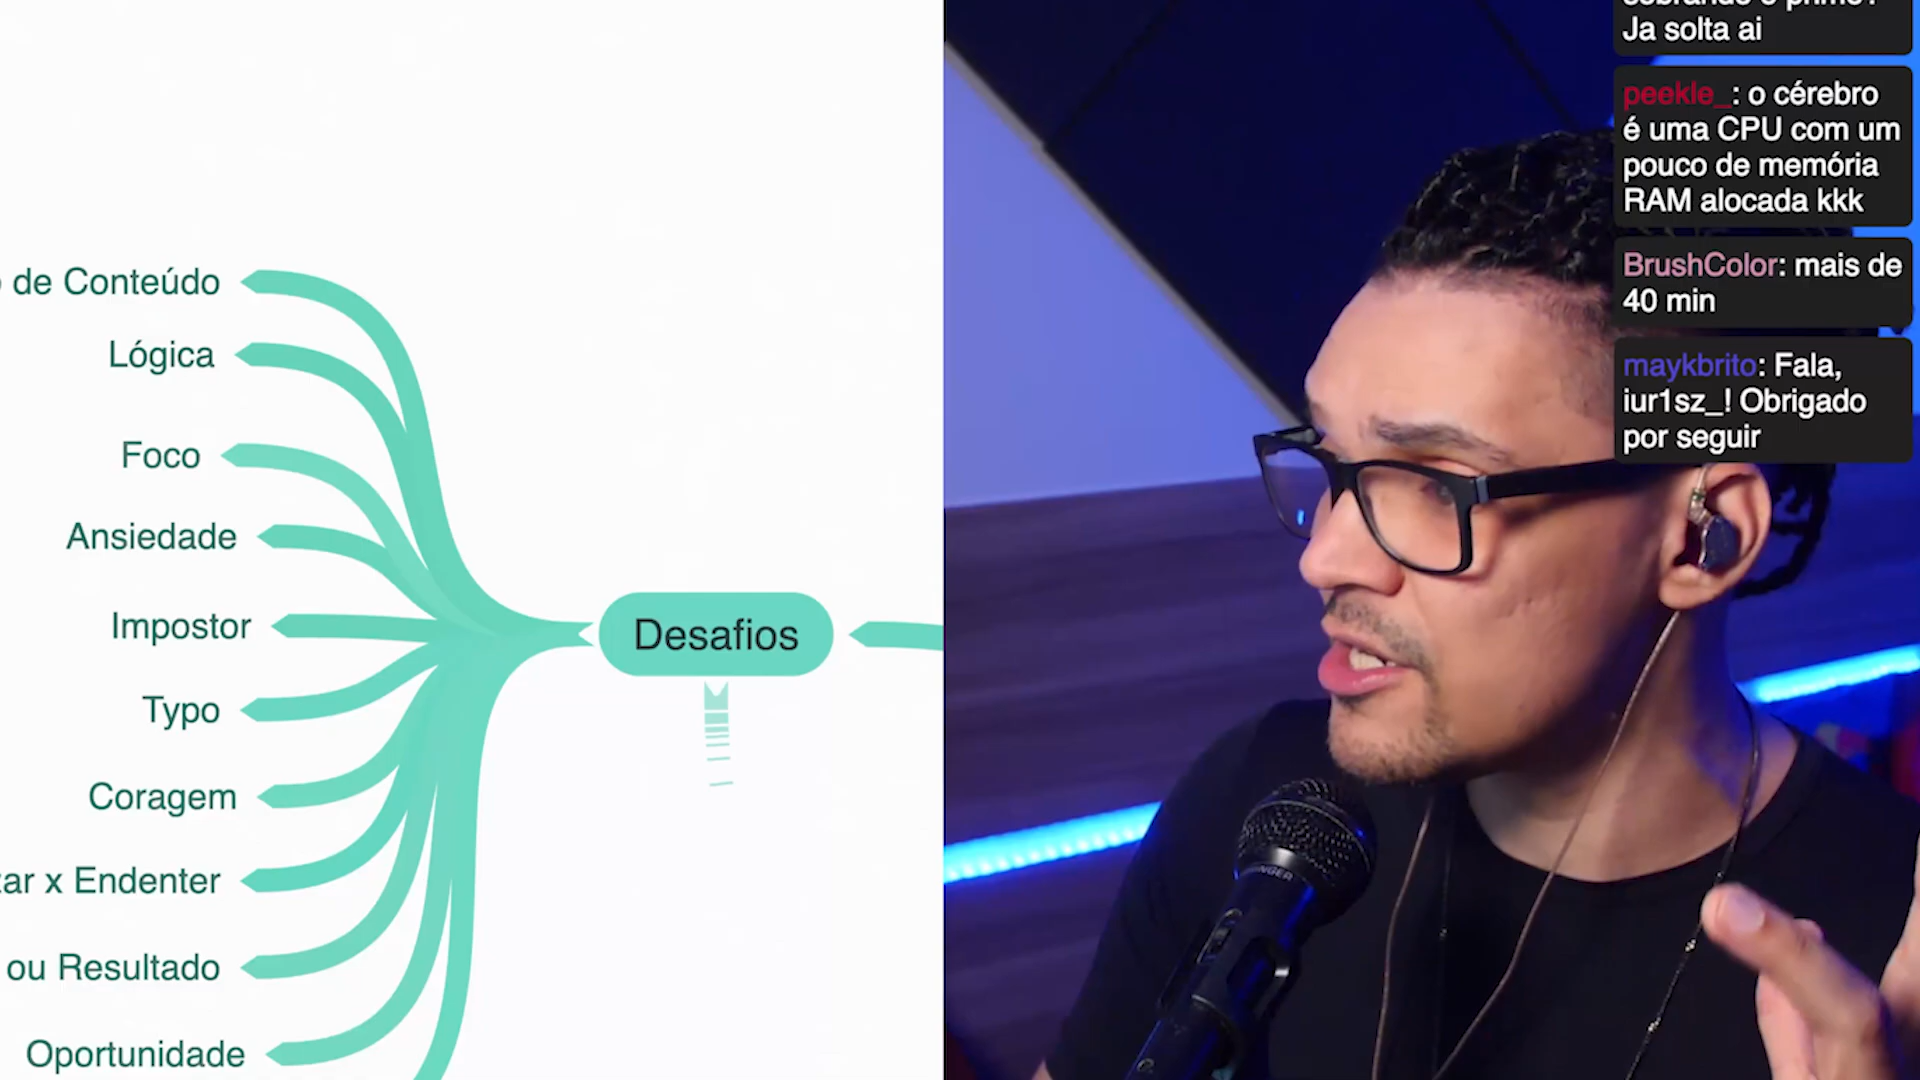 de Conteúdo
Lógica
Foco
Ansiedade
Impostor
Typo
Coragem
x Endenter
ou Resultado
Oportunidade
Desafios
Ja solta ai
peekle_: o cérebro
é uma CPU com um
pouco de memória
RAM alocada kkk
BrushColor: mais de
40 min
maykbrito: Fala,
iur1sz_! Obrigado
por seguir